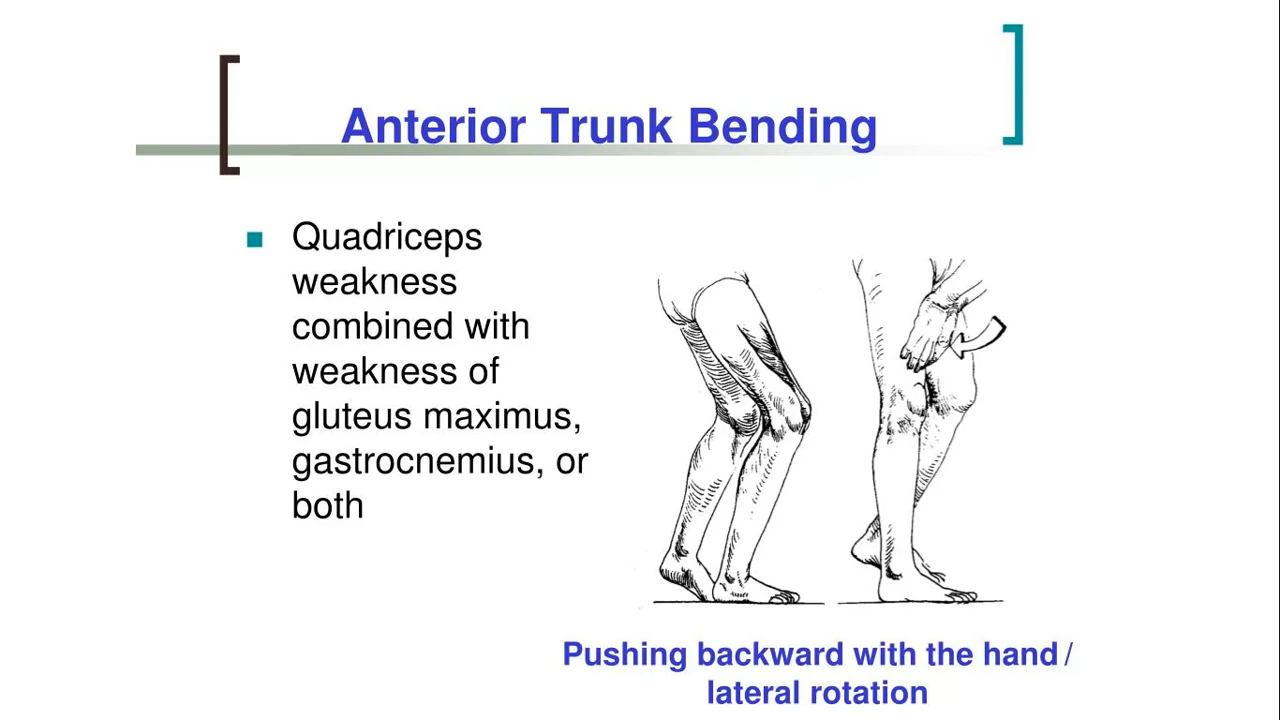 Anterior Trunk Bending
Quadriceps
weakness
combined with
weakness of
gluteus maximus,
gastrocnemius, or
both
Pushing backward with the hand /
lateral rotation